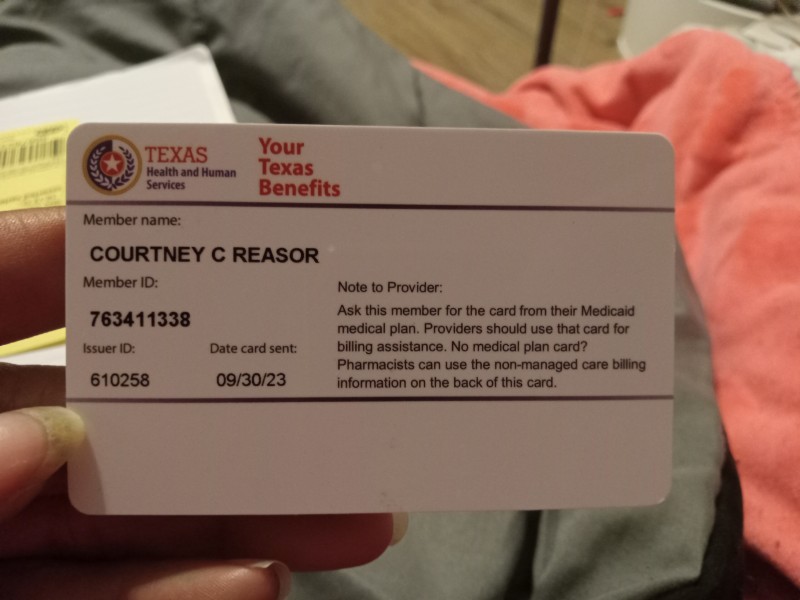 TEXAS
Health and Human
Services
Your
Texas
Benefits
Member name:
COURTNEY C REASOR
Member ID:
763411338
Issuer ID:
Date card sent:
610258
09/30/23
Note to Provider:
Ask this member for the card from their Medicaid
medical plan. Providers should use that card for
billing assistance. No medical plan card?
Pharmacists can use the non-managed care billing
information on the back of this card.